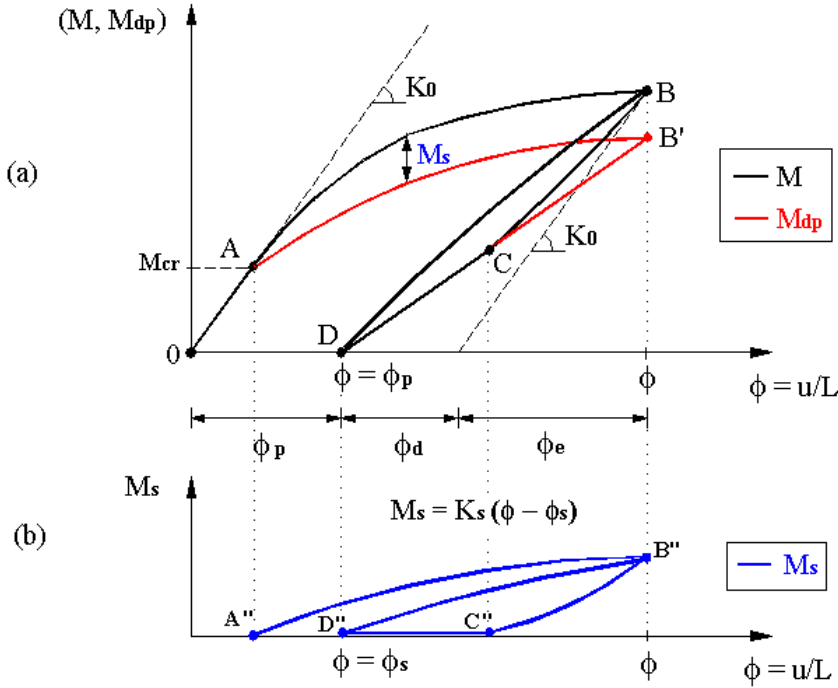 (M, Mdp)
K0
B
Ms
B'
(a)
M
Mdp
A
K0
Mcr
C
D
0
ϕ = ϕp
ϕ
ϕ = u/L
ϕp
ϕd
ϕe
Ms
Ms = Ks (ϕ − ϕs)
(b)
B"
Ms
A"
D"
C"
ϕ = ϕs
ϕ
ϕ = u/L